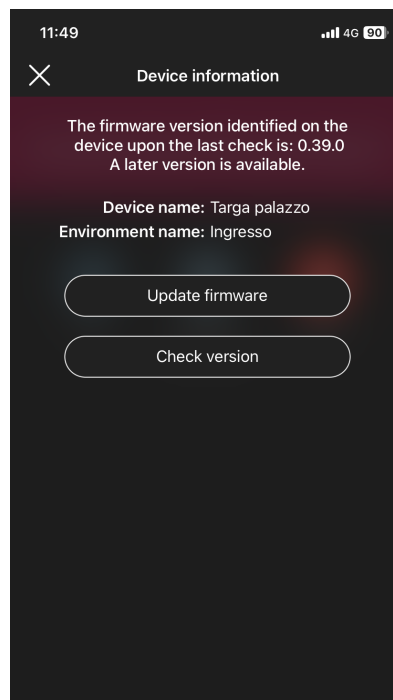 11:49
4G 90
Device information
The firmware version identified on the
device upon the last check is: 0.39.0
A later version is available.
Device name: Targa palazzo
Environment name: Ingresso
Update firmware
Check version